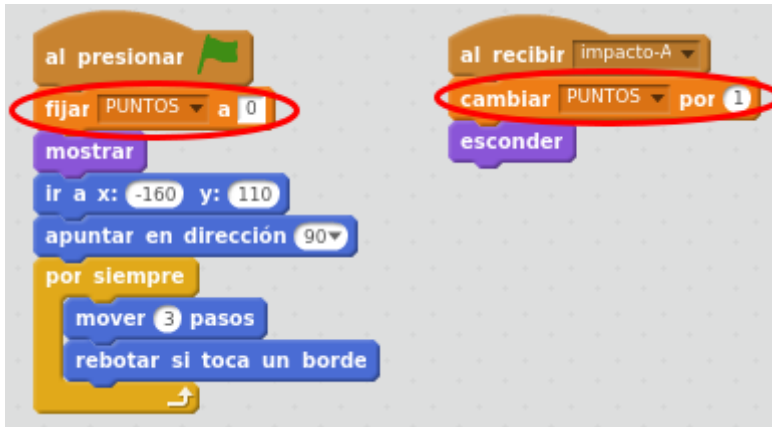 al presionar
fijar PUNTOS a 0
mostrar
ir a x: -160 y: 110
apuntar en dirección 90
por siempre
mover 3 pasos
rebotar si toca un borde
al recibir impacto-A
cambiar PUNTOS por 1
esconder